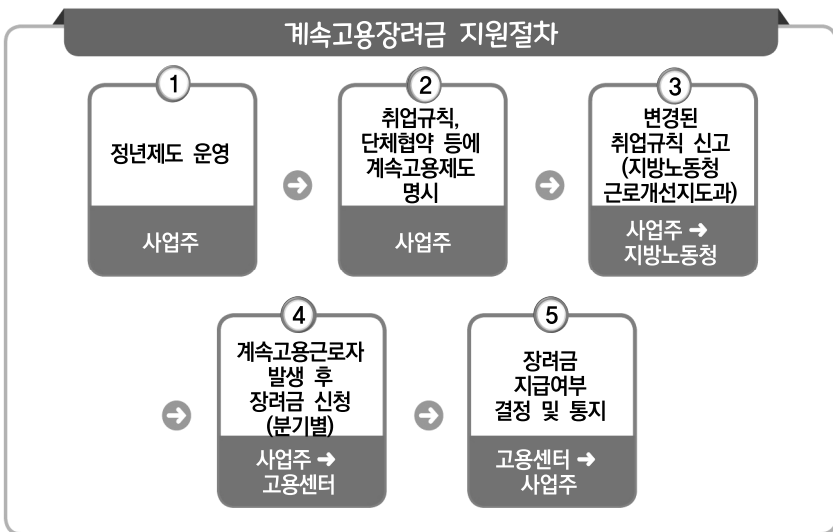 계속고용장려금 지원절차
1
정년제도 운영
사업주
➜
2
취업규칙,
단체협약 등에
계속고용제도
명시
사업주
➜
3
변경된
취업규칙 신고
(지방노동청
근로개선지도과)
사업주 ➜
지방노동청
➜
4
계속고용근로자
발생 후
장려금 신청
(분기별)
사업주 ➜
고용센터
➜
5
장려금
지급여부
결정 및 통지
고용센터 ➜
사업주